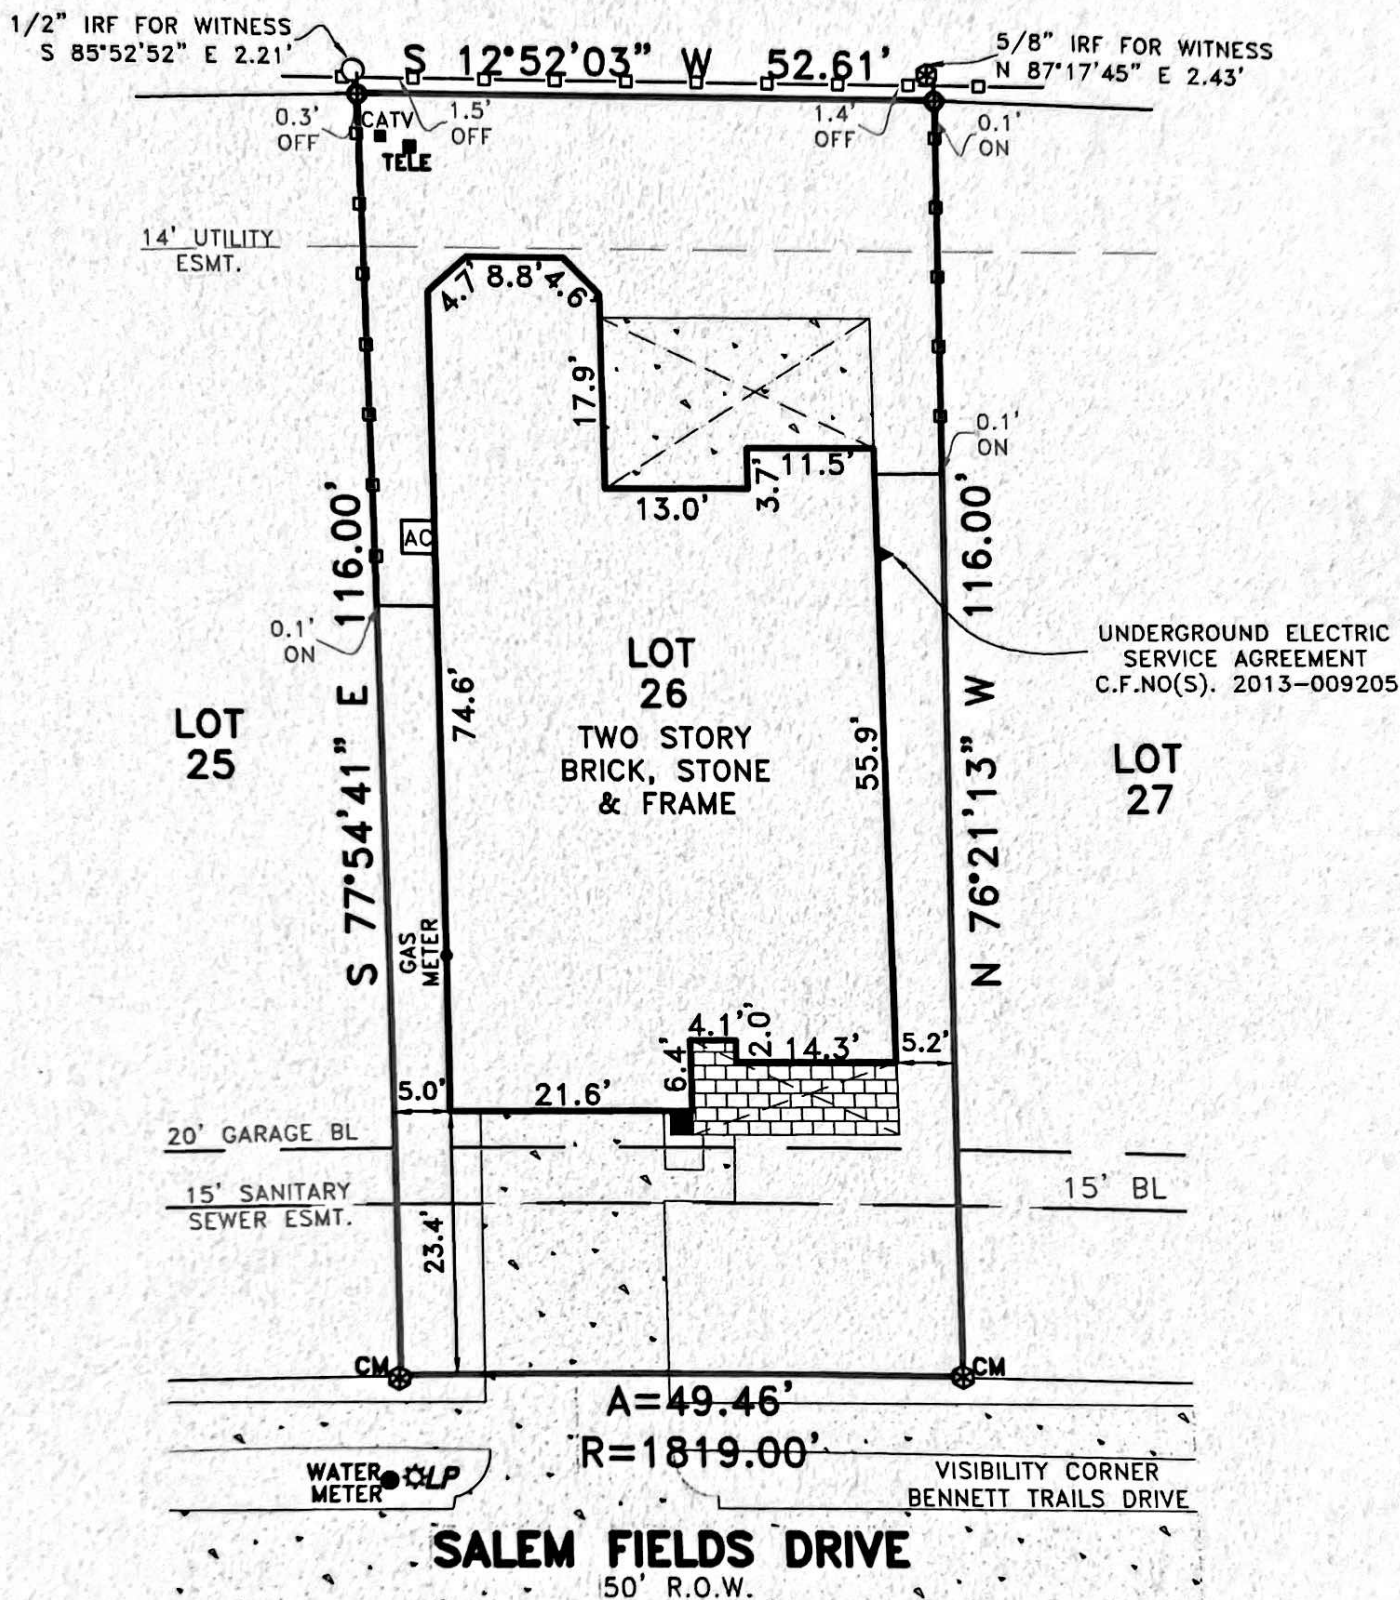 1/2" IRF FOR WITNESS
S 85°52'52" E 2.21'
S 12°52'03" W 52.61'
5/8" IRF FOR WITNESS
N 87°17'45" E 2.43'
0.3'
OFF
CATV
TELE
1.5'
OFF
1.4'
OFF
0.1'
ON
14' UTILITY
ESMT.
4.7'
8.8'
4.6'
17.9'
13.0'
3.7'
11.5'
0.1'
ON
AC
S 77°54'41" E 116.00'
0.1'
ON
N 76°21'13" W 116.00'
UNDERGROUND ELECTRIC
SERVICE AGREEMENT
C.F.NO(S). 2013-009205
LOT
25
74.6'
LOT
26
TWO STORY
BRICK, STONE
& FRAME
55.9'
LOT
27
GAS
METER
4.1'
2.0'
6.4'
14.3'
5.2'
5.0'
21.6'
20' GARAGE BL
15' SANITARY
SEWER ESMT.
15' BL
23.4'
CM
CM
A=49.46'
R=1819.00'
WATER
METER
LP
VISIBILITY CORNER
BENNETT TRAILS DRIVE
SALEM FIELDS DRIVE
50' R.O.W.